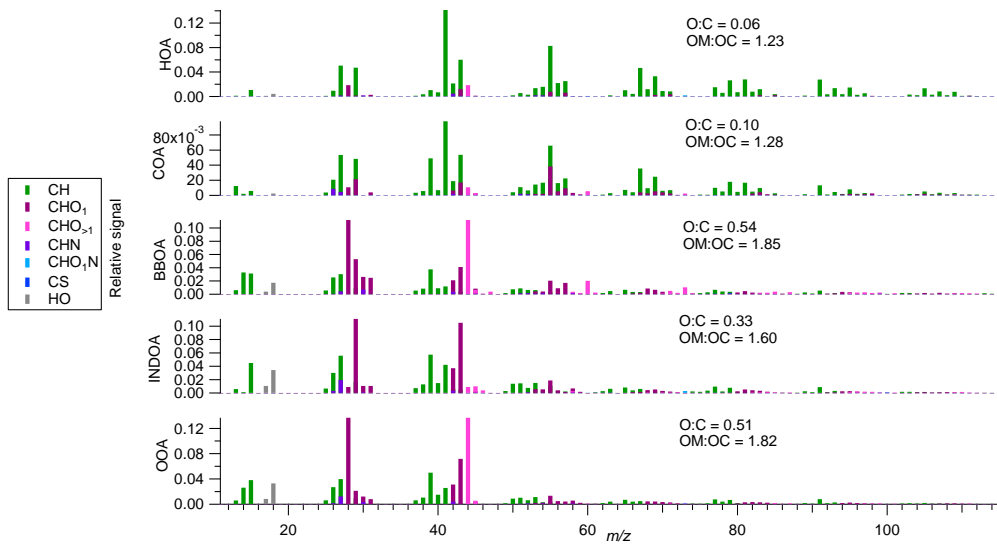 0.12
0.08
0.04
0.00
HOA
O:C = 0.06
OM:OC = 1.23
80x10⁻³
60
40
20
0
COA
O:C = 0.10
OM:OC = 1.28
CH
CHO₁
CHO>₁
CHN
CHO₁N
CS
HO
Relative signal
0.10
0.08
0.06
0.04
0.02
0.00
BBOA
O:C = 0.54
OM:OC = 1.85
0.10
0.08
0.06
0.04
0.02
0.00
INDOA
O:C = 0.33
OM:OC = 1.60
0.12
0.08
0.04
0.00
OOA
O:C = 0.51
OM:OC = 1.82
20 40 60 80 100
m/z